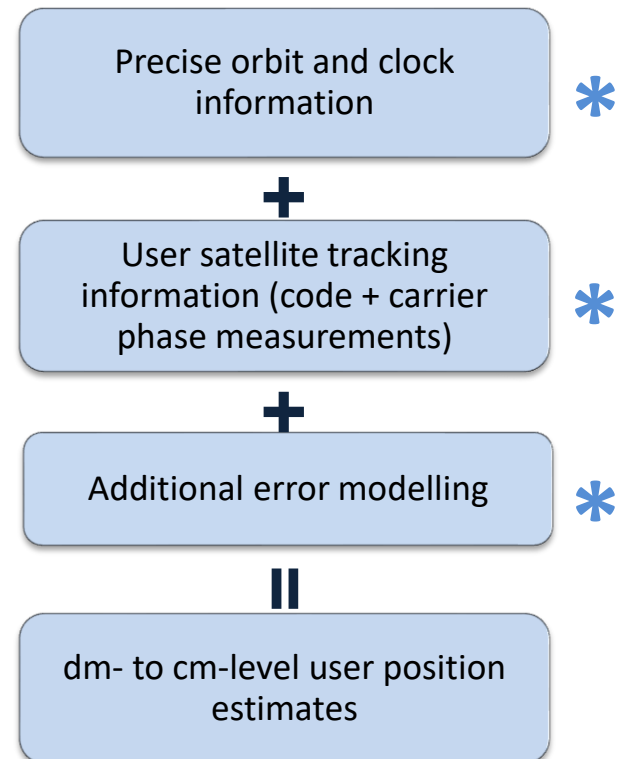 Precise orbit and clock
information
*
+
User satellite tracking
information (code + carrier
phase measurements)
*
+
Additional error modelling
*
=
dm- to cm-level user position
estimates